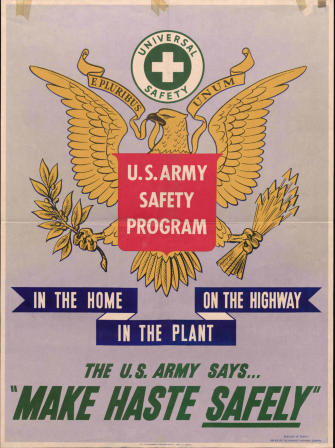 UNIVERSAL
SAFETY
E PLURIBUS
UNUM
U.S. ARMY
SAFETY
PROGRAM
IN THE HOME
ON THE HIGHWAY
IN THE PLANT
THE U.S. ARMY SAYS...
"MAKE HASTE SAFELY"